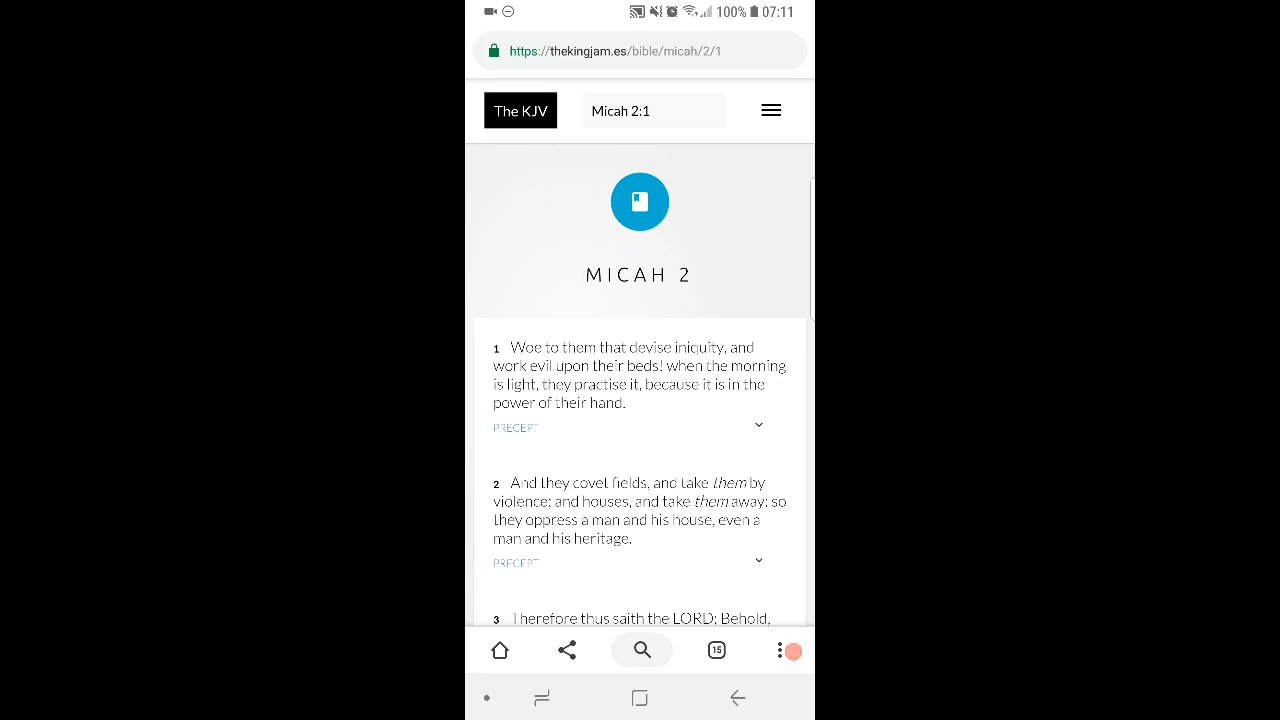 100% 07:11
https://thekingjam.es/bible/micah/2/1
The KJV Micah 2:1
MICAH 2
1 Woe to them that devise iniquity, and
work evil upon their beds! when the morning
is light, they practise it, because it is in the
power of their hand.
PRECEPT
2 And they covet fields, and take them by
violence; and houses, and take them away: so
they oppress a man and his house, even a
man and his heritage.
PRECEPT
3 Therefore thus saith the LORD; Behold,
15